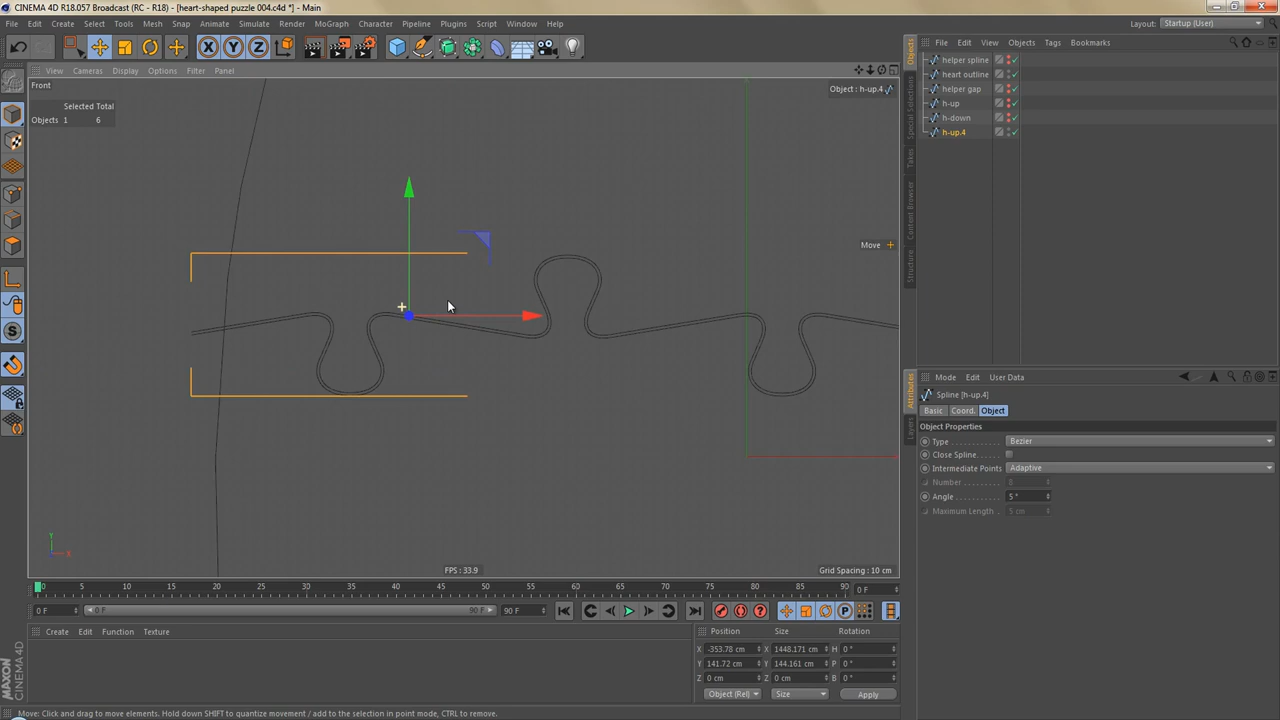 CINEMA 4D R18.057 Broadcast (RC - R18) - [heart-shaped puzzle 004.c4d *] - Main
File Edit Create Select Tools Mesh Snap Animate Simulate Render MoGraph Character Pipeline Plugins Script Window Help
Layout: Startup (User)
View Cameras Display Options Filter Panel
Front
Selected Total
Objects 1 6
Object : h-up.4
Move
FPS : 33.9
Grid Spacing : 10 cm
Y
X
File Edit View Objects Tags Bookmarks
helper spline
heart outline
helper gap
h-up
h-down
h-up.4
Objects
Special Selections
Takes
Content Browser
Structure
Attributes
Layers
Mode Edit User Data
Spline [h-up.4]
Basic Coord. Object
Object Properties
Type Bezier
Close Spline
Intermediate Points Adaptive
Number 8
Angle 5 °
Maximum Length 5 cm
0 5 10 15 20 25 30 35 40 45 50 55 60 65 70 75 80 85 90 0 F
0 F 0 F 90 F 90 F
Create Edit Function Texture
Position Size Rotation
X -353.78 cm X 1448.171 cm H 0 °
Y 141.72 cm Y 144.161 cm P 0 °
Z 0 cm Z 0 cm B 0 °
Object (Rel) Size Apply
MAXON
CINEMA 4D
Move: Click and drag to move elements. Hold down SHIFT to quantize movement / add to the selection in point mode, CTRL to remove.